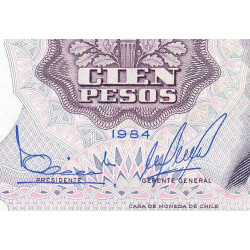 CIEN
PESOS
1984
PRESIDENTE GERENTE GENERAL
CASA DE MONEDA DE CHILE